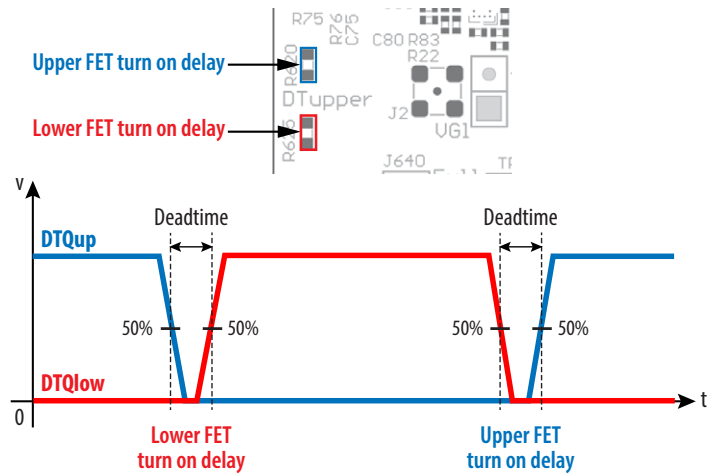 R75
R76
C75
C80 R83
R22
Upper FET turn on delay
R620
DTupper
Lower FET turn on delay
R625
J2
VG1
J640
V
Deadtime
Deadtime
DTQup
50%
50%
50%
50%
DTQlow
0
t
Lower FET
turn on delay
Upper FET
turn on delay